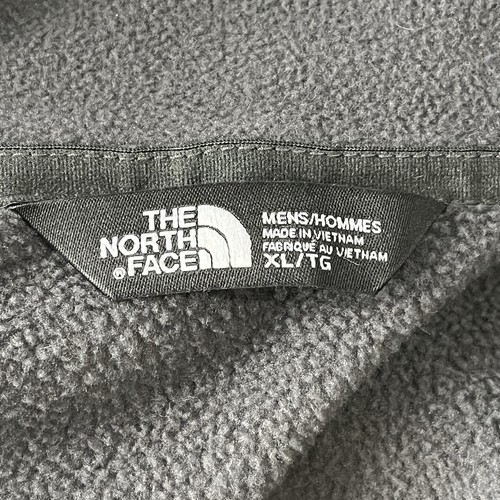 THE
NORTH
®FACE
MENS/HOMMES
MADE IN VIETNAM
FABRIQUÉ AU VIETNAM
XL/TG